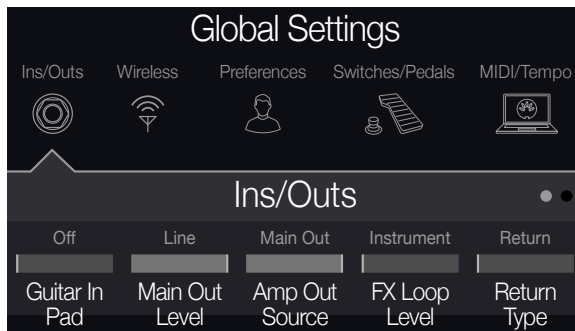 Global Settings
Ins/Outs Wireless Preferences Switches/Pedals MIDI/Tempo
Ins/Outs
Off Line Main Out Instrument Return
Guitar In Main Out Amp Out FX Loop Return
Pad Level Source Level Type